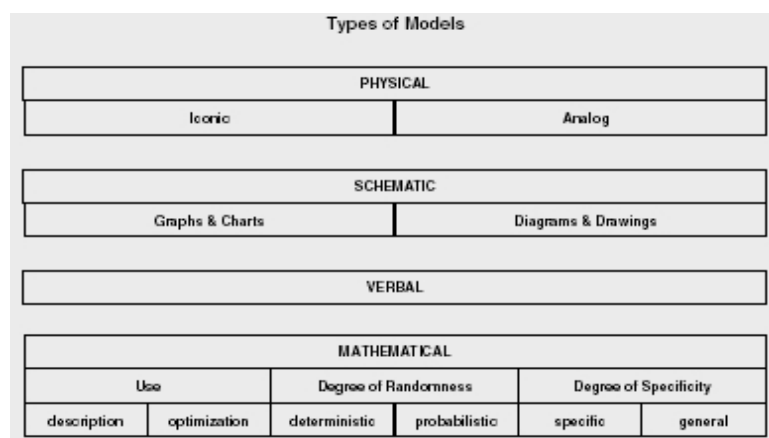 Types of Models
PHYSICAL
Iconic Analog
SCHEMATIC
Graphs & Charts Diagrams & Drawings
VERBAL
MATHEMATICAL
Use Degree of Randomness Degree of Specificity
description optimization deterministic probabilistic specific general